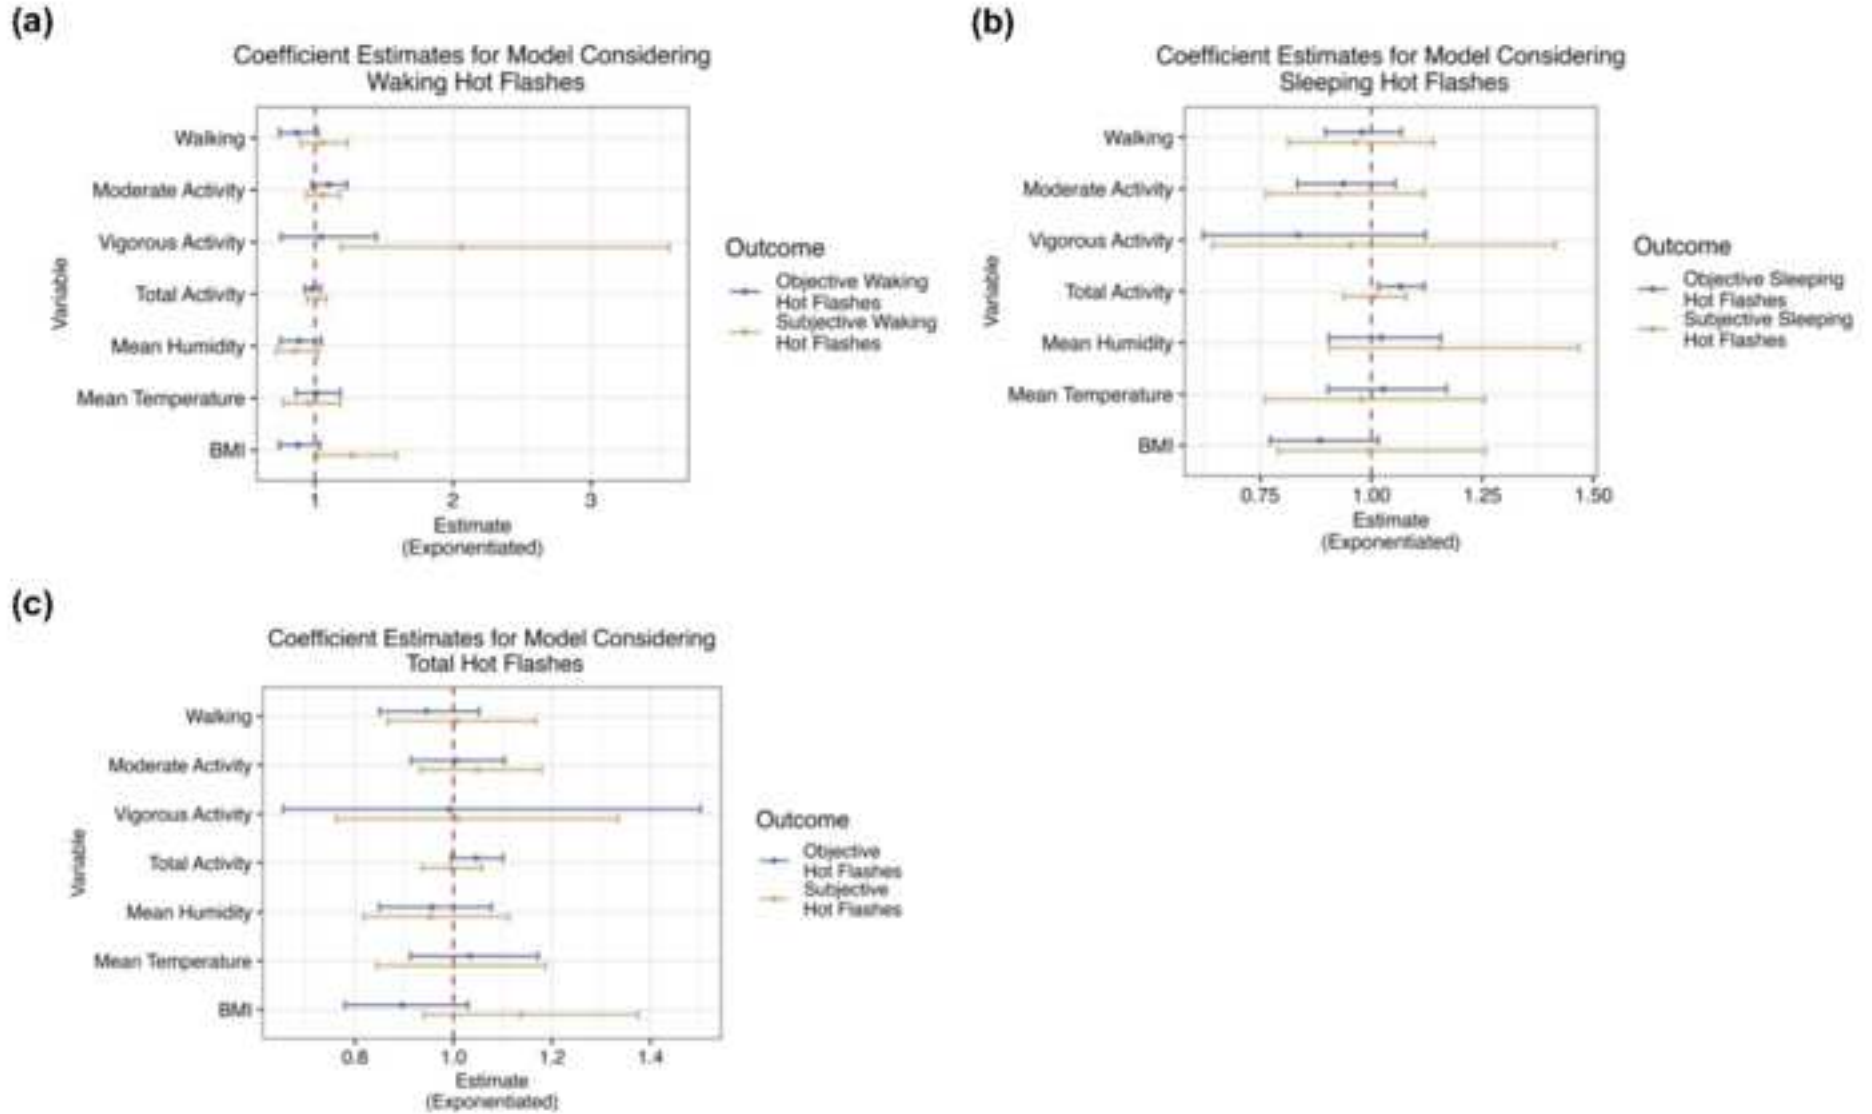 (a)
Coefficient Estimates for Model Considering
Waking Hot Flashes
Variable
Walking
Moderate Activity
Vigorous Activity
Total Activity
Mean Humidity
Mean Temperature
BMI
1
2
3
Estimate
(Exponentiated)
Outcome
Objective Waking
Hot Flashes
Subjective Waking
Hot Flashes
(b)
Coefficient Estimates for Model Considering
Sleeping Hot Flashes
Variable
Walking
Moderate Activity
Vigorous Activity
Total Activity
Mean Humidity
Mean Temperature
BMI
0.75
1.00
1.25
1.50
Estimate
(Exponentiated)
Outcome
Objective Sleeping
Hot Flashes
Subjective Sleeping
Hot Flashes
(c)
Coefficient Estimates for Model Considering
Total Hot Flashes
Variable
Walking
Moderate Activity
Vigorous Activity
Total Activity
Mean Humidity
Mean Temperature
BMI
0.8
1.0
1.2
1.4
Estimate
(Exponentiated)
Outcome
Objective
Hot Flashes
Subjective
Hot Flashes